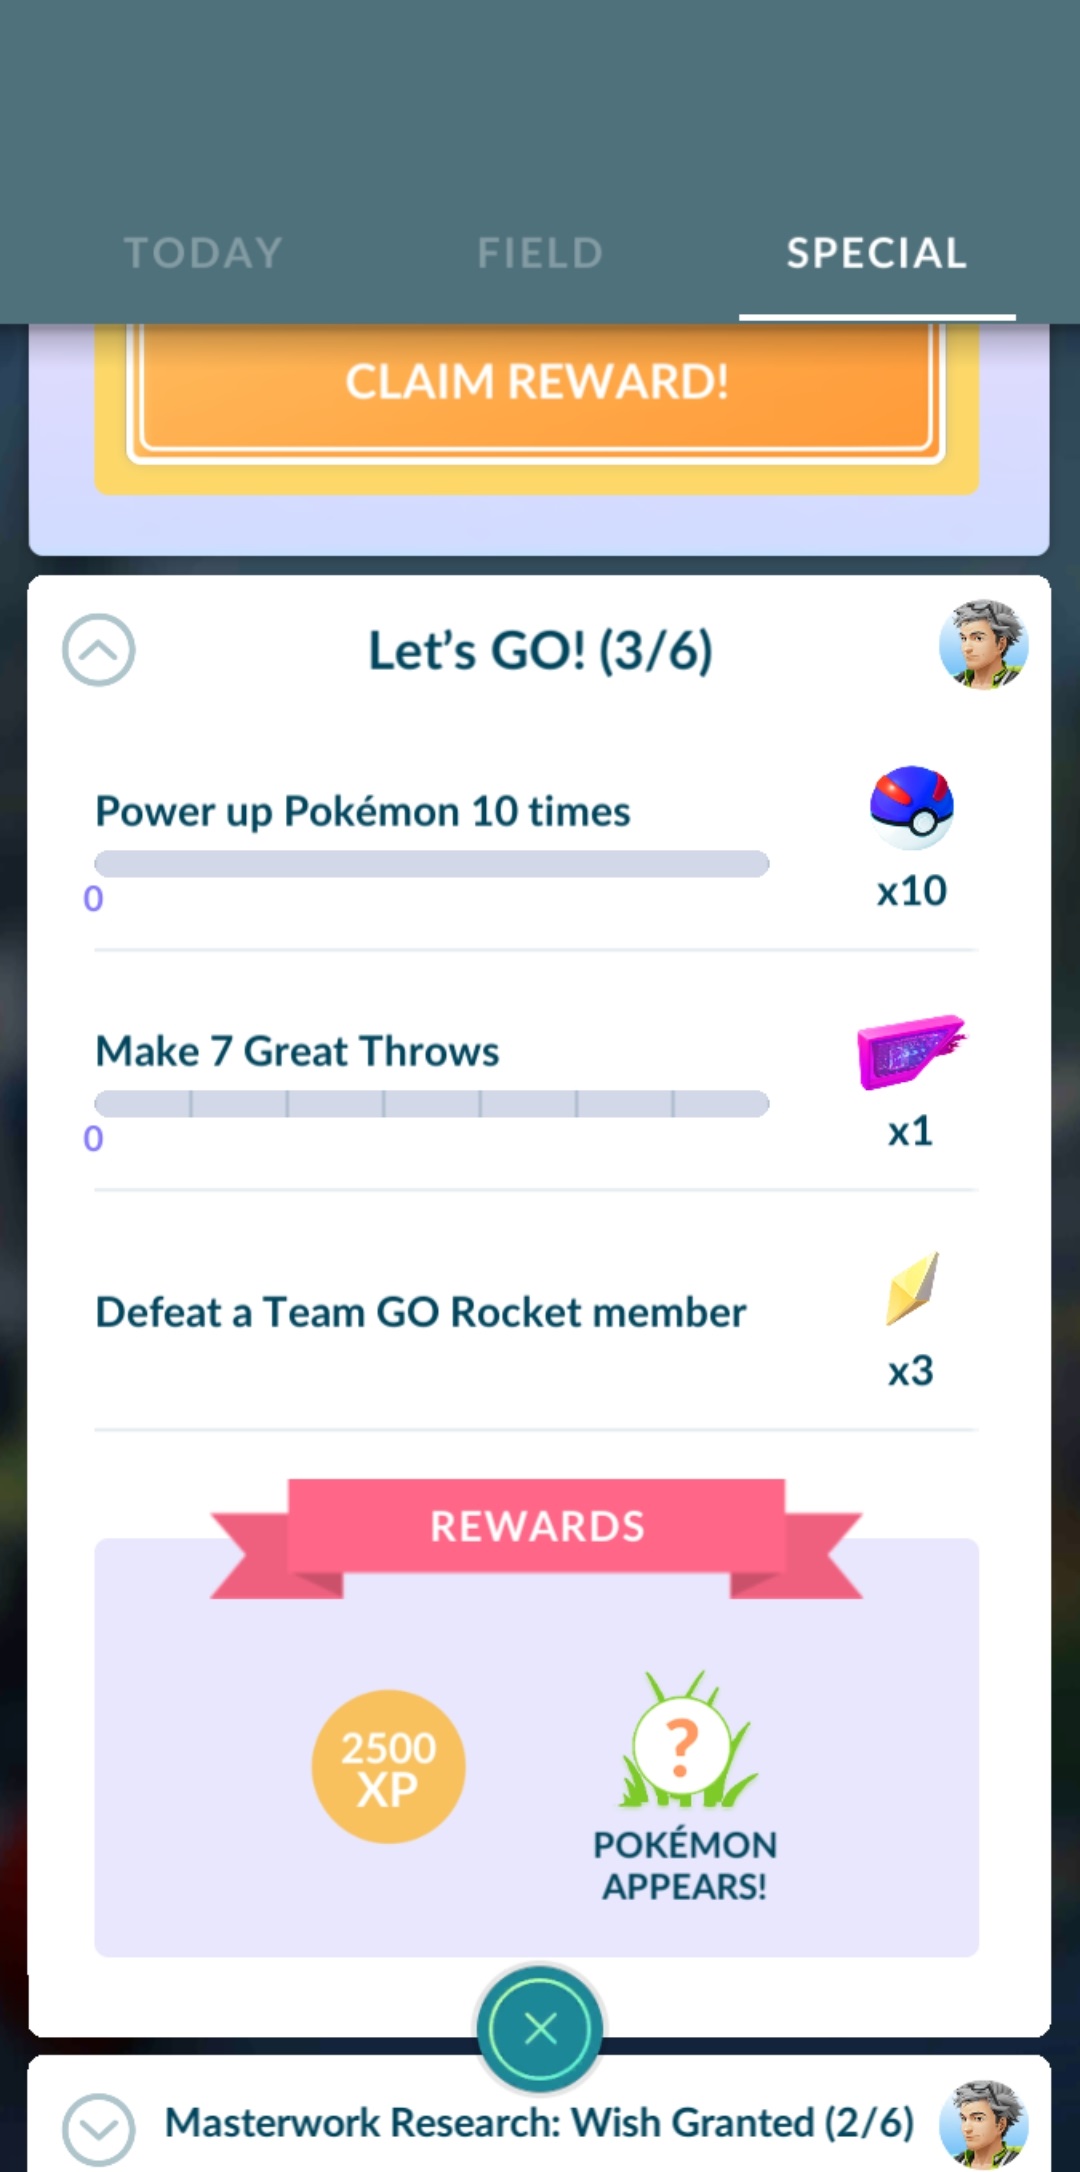 TODAY
FIELD
SPECIAL
CLAIM REWARD!
Let’s GO! (3/6)
Power up Pokémon 10 times
0
x10
Make 7 Great Throws
0
x1
Defeat a Team GO Rocket member
x3
REWARDS
2500
XP
?
POKÉMON
APPEARS!
Masterwork Research: Wish Granted (2/6)